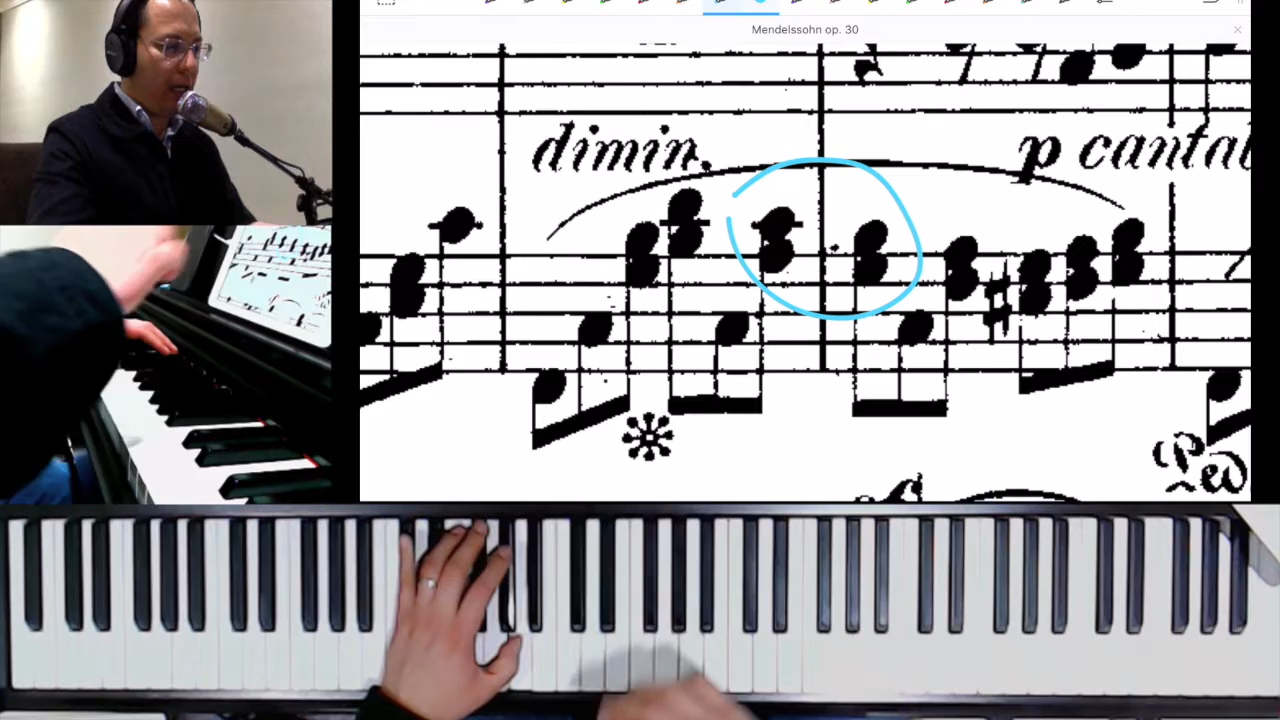 Mendelssohn op. 30
dimin.
p cantab
Ped